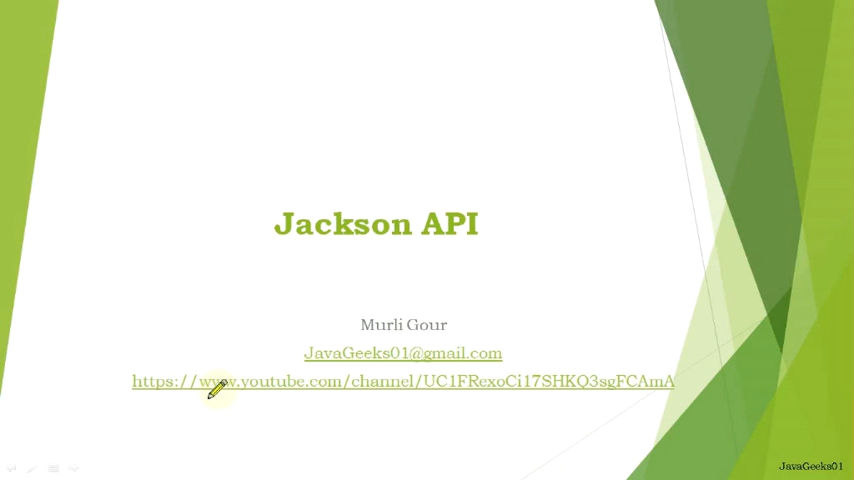 Jackson API
Murli Gour
JavaGeeks01@gmail.com
https://www.youtube.com/channel/UC1FRexoCi17SHKQ3sgFCAmA
JavaGeeks01